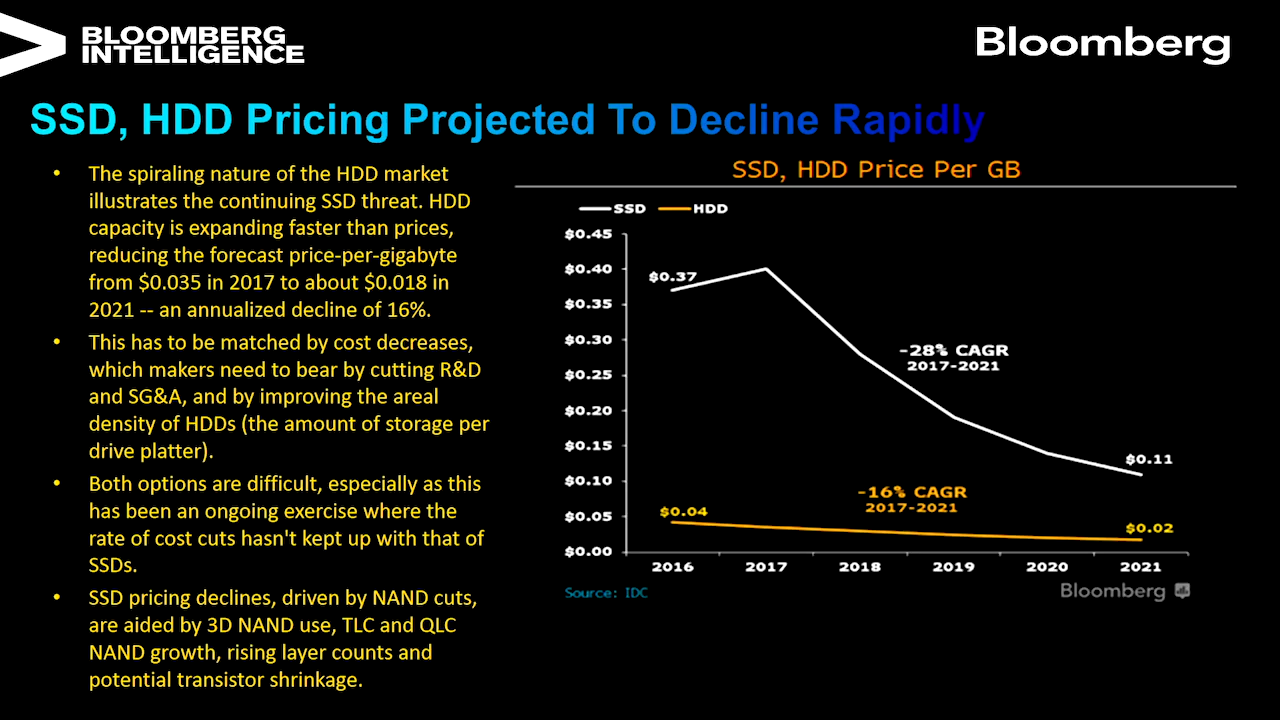 BLOOMBERG
INTELLIGENCE
Bloomberg
SSD, HDD Pricing Projected To Decline Rapidly
• The spiraling nature of the HDD market
illustrates the continuing SSD threat. HDD
capacity is expanding faster than prices,
reducing the forecast price-per-gigabyte
from $0.035 in 2017 to about $0.018 in
2021 -- an annualized decline of 16%.
• This has to be matched by cost decreases,
which makers need to bear by cutting R&D
and SG&A, and by improving the areal
density of HDDs (the amount of storage per
drive platter).
• Both options are difficult, especially as this
has been an ongoing exercise where the
rate of cost cuts hasn't kept up with that of
SSDs.
• SSD pricing declines, driven by NAND cuts,
are aided by 3D NAND use, TLC and QLC
NAND growth, rising layer counts and
potential transistor shrinkage.
SSD, HDD Price Per GB
SSD HDD
$0.45
$0.40
$0.35
$0.30
$0.25
$0.20
$0.15
$0.10
$0.05
$0.00
$0.37
-28% CAGR
2017-2021
$0.11
$0.04
-16% CAGR
2017-2021
$0.02
2016 2017 2018 2019 2020 2021
Source: IDC
Bloomberg